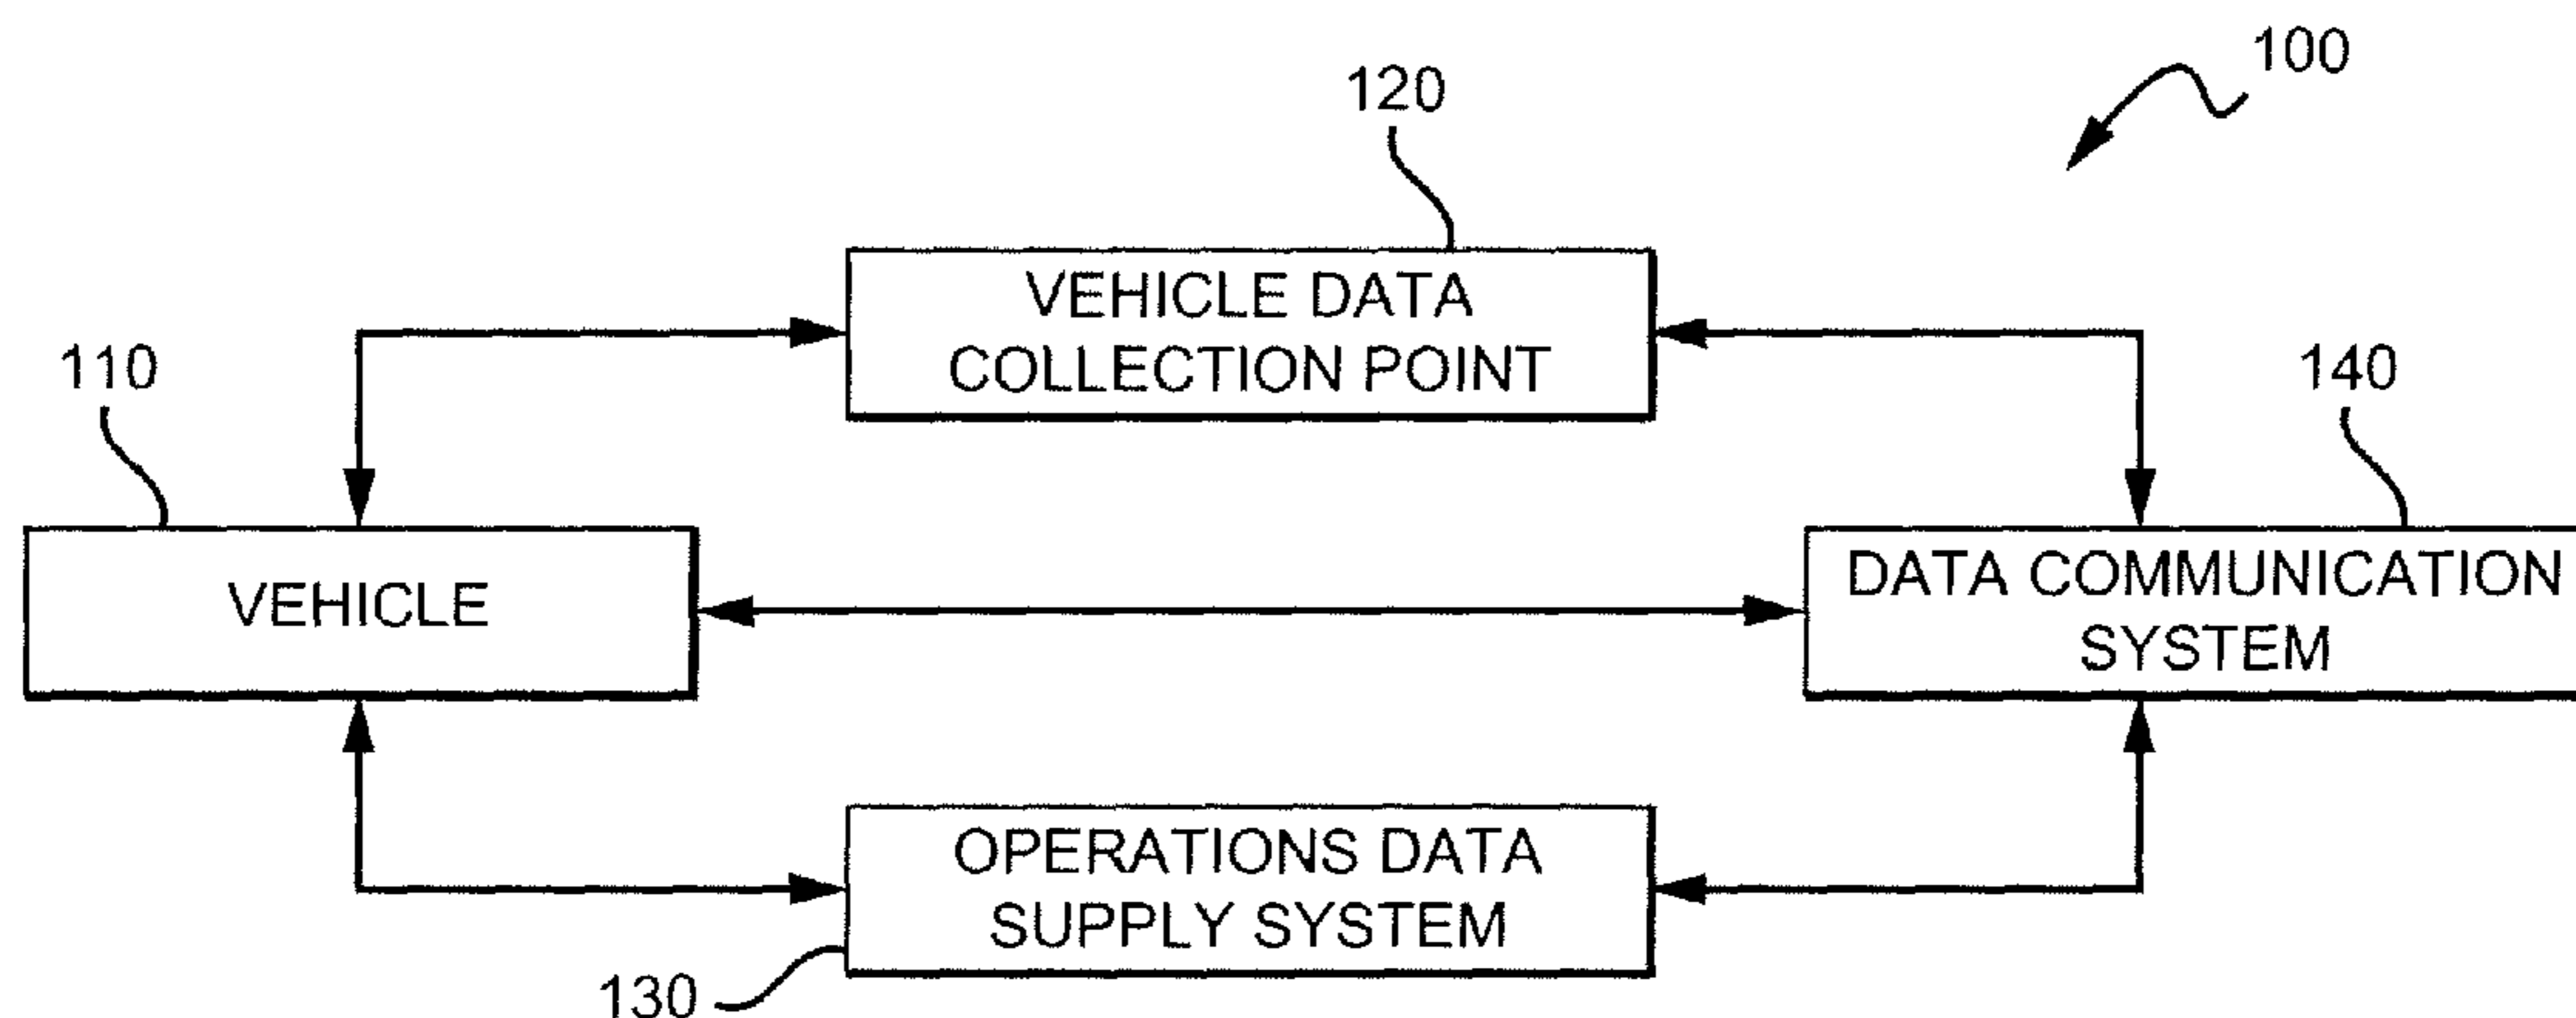 100
120
VEHICLE DATA
COLLECTION POINT
110
140
VEHICLE
DATA COMMUNICATION
SYSTEM
OPERATIONS DATA
SUPPLY SYSTEM
130